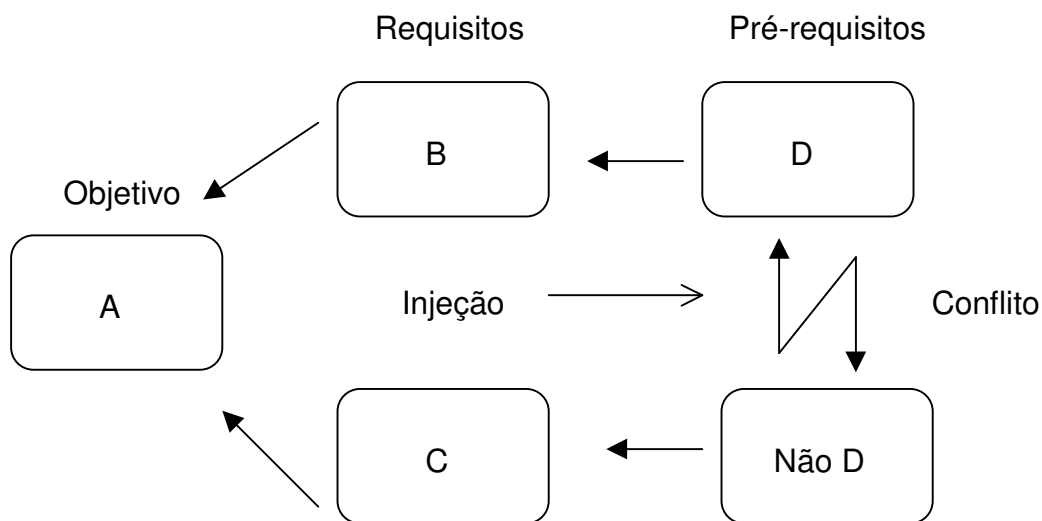 Requisitos
Pré-requisitos
B
D
Objetivo
A
Injeção
Conflito
C
Não D